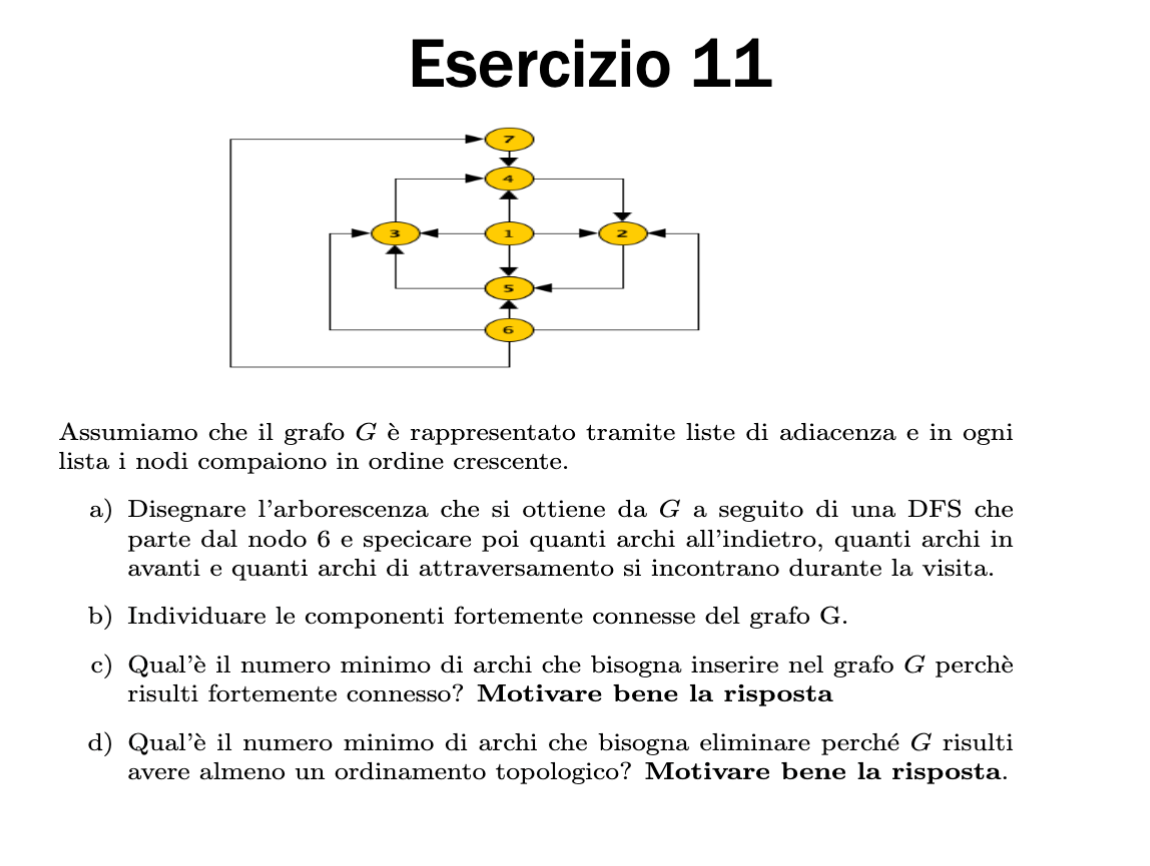 Esercizio 11
7
4
3 1 2
5
6
Assumiamo che il grafo G è rappresentato tramite liste di adiacenza e in ogni
lista i nodi compaiono in ordine crescente.
a) Disegnare l'arborescenza che si ottiene da G a seguito di una DFS che
parte dal nodo 6 e specicare poi quanti archi all'indietro, quanti archi in
avanti e quanti archi di attraversamento si incontrano durante la visita.
b) Individuare le componenti fortemente connesse del grafo G.
c) Qual'è il numero minimo di archi che bisogna inserire nel grafo G perchè
risulti fortemente connesso? Motivare bene la risposta
d) Qual'è il numero minimo di archi che bisogna eliminare perché G risulti
avere almeno un ordinamento topologico? Motivare bene la risposta.